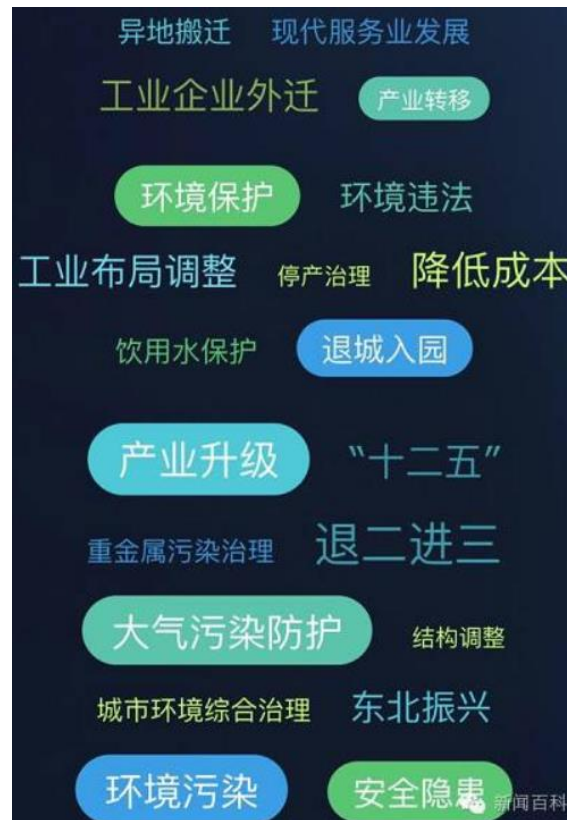 异地搬迁 现代服务业发展
工业企业外迁 产业转移
环境保护 环境违法
工业布局调整 停产治理 降低成本
饮用水保护 退城入园
产业升级 “十二五”
重金属污染治理 退二进三
大气污染防护 结构调整
城市环境综合治理 东北振兴
环境污染 安全隐患 新闻百科